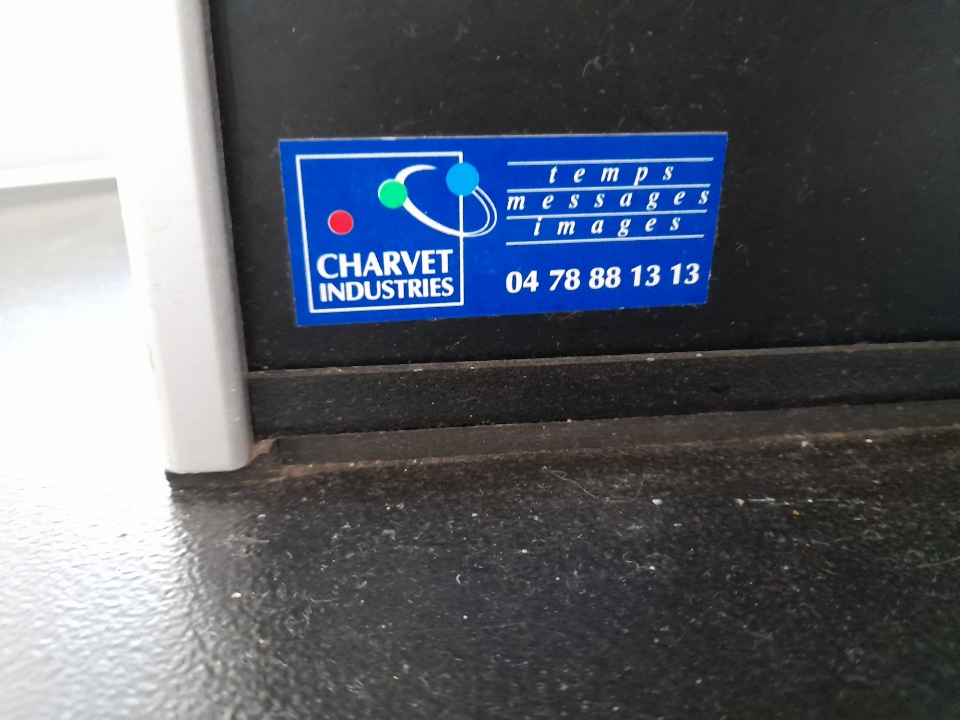 CHARVET
INDUSTRIES
temps
messages
images
04 78 88 13 13